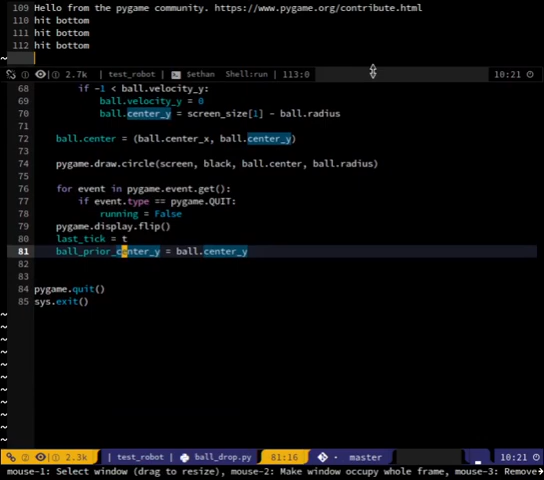 109 Hello from the pygame community. https://www.pygame.org/contribute.html
110 hit bottom
111 hit bottom
112 hit bottom
~
2.7k | test_robot | $ethan Shell:run | 113:0 10:21
68 if -1 < ball.velocity_y:
69 ball.velocity_y = 0
70 ball.center_y = screen_size[1] - ball.radius
71
72 ball.center = (ball.center_x, ball.center_y)
73
74 pygame.draw.circle(screen, black, ball.center, ball.radius)
75
76 for event in pygame.event.get():
77 if event.type == pygame.QUIT:
78 running = False
79 pygame.display.flip()
80 last_tick = t
81 ball_prior_center_y = ball.center_y
82
83
84 pygame.quit()
85 sys.exit()
~
~
~
~
~
~
~
~
~
~
~
2.3k | test_robot ball_drop.py 81:16 master 10:21
mouse-1: Select window (drag to resize), mouse-2: Make window occupy whole frame, mouse-3: Remove